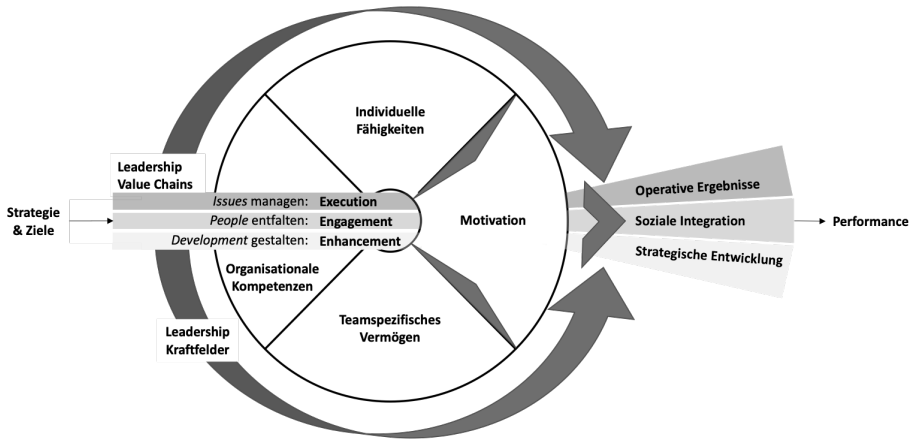 Individuelle
Fähigkeiten
Leadership
Value Chains
Issues managen: Execution
People entfalten: Engagement
Development gestalten: Enhancement
Strategie
& Ziele
Motivation
Operative Ergebnisse
Soziale Integration
Strategische Entwicklung
Performance
Organisationale
Kompetenzen
Teamspezifisches
Vermögen
Leadership
Kraftfelder